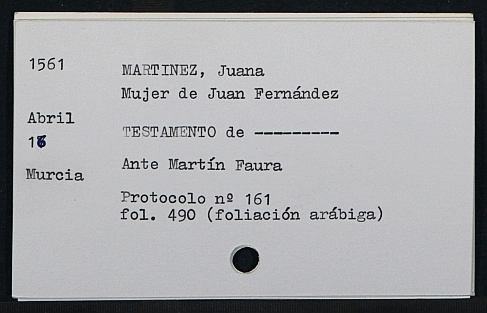 1561
MARTINEZ, Juana
Mujer de Juan Fernández
Abril
16
TESTAMENTO de ---------
Murcia
Ante Martín Faura
Protocolo nº 161
fol. 490 (foliación arábiga)